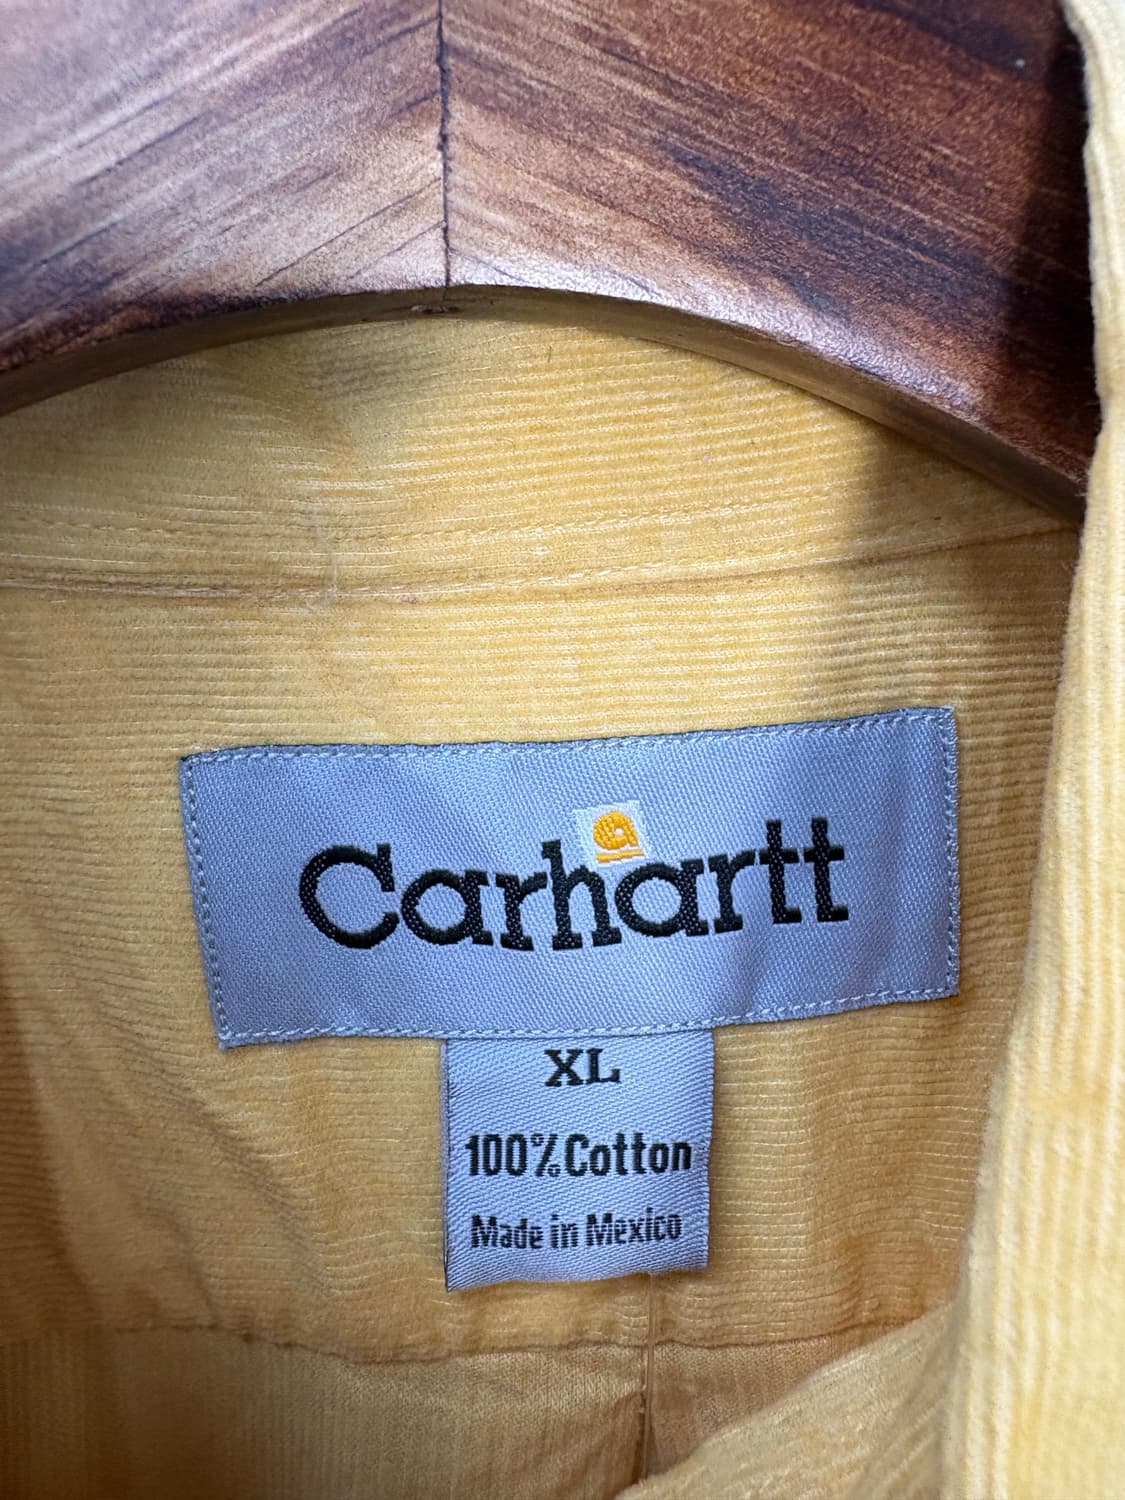 Carhartt
XL
100% Cotton
Made in Mexico